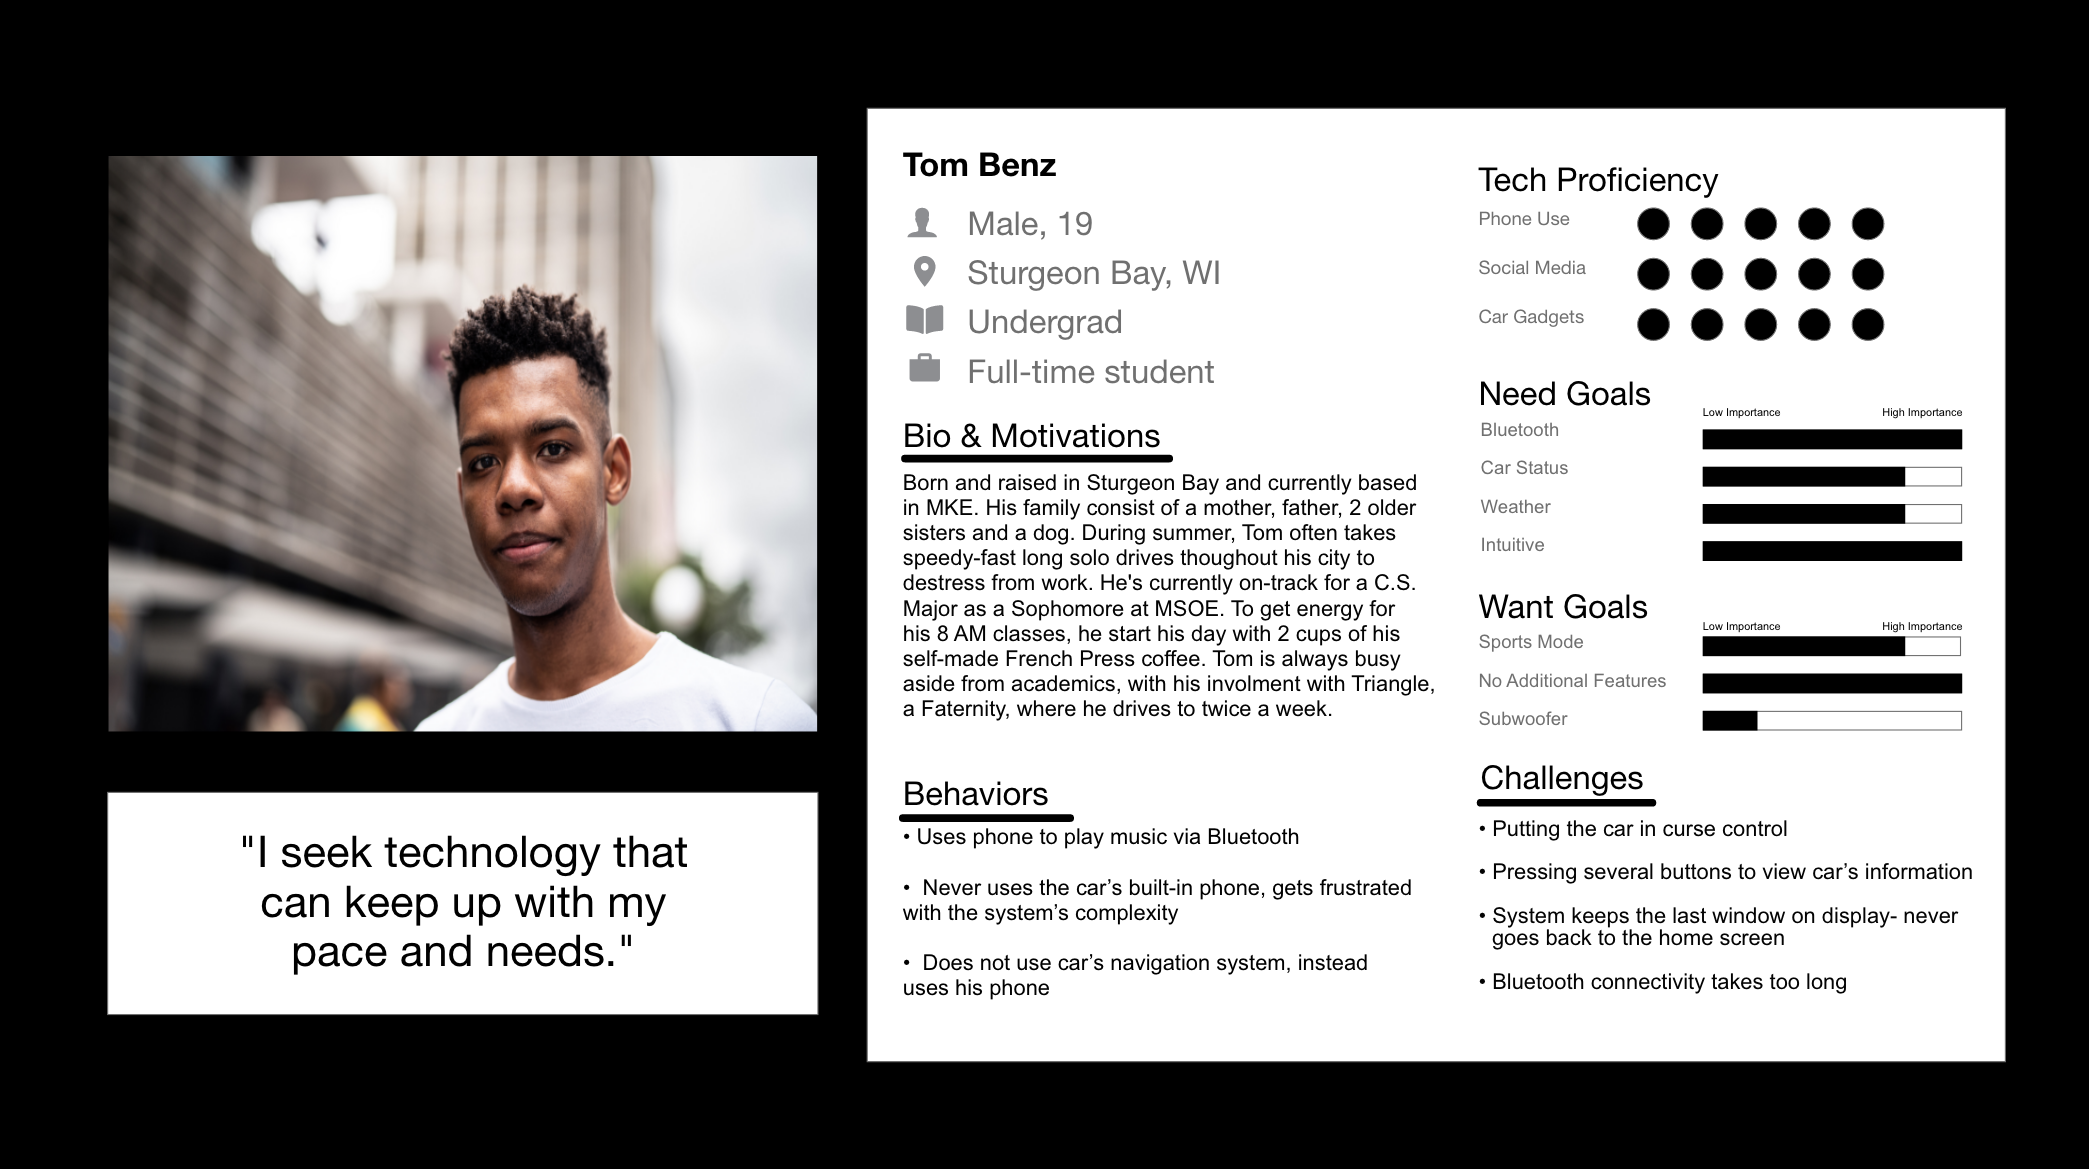 "I seek technology that
can keep up with my
pace and needs."
Tom Benz
Male, 19
Sturgeon Bay, WI
Undergrad
Full-time student
Bio & Motivations
Born and raised in Sturgeon Bay and currently based
in MKE. His family consist of a mother, father, 2 older
sisters and a dog. During summer, Tom often takes
speedy-fast long solo drives thoughout his city to
destress from work. He's currently on-track for a C.S.
Major as a Sophomore at MSOE. To get energy for
his 8 AM classes, he start his day with 2 cups of his
self-made French Press coffee. Tom is always busy
aside from academics, with his involment with Triangle,
a Faternity, where he drives to twice a week.
Behaviors
• Uses phone to play music via Bluetooth
• Never uses the car’s built-in phone, gets frustrated
with the system’s complexity
• Does not use car’s navigation system, instead
uses his phone
Tech Proficiency
Phone Use
Social Media
Car Gadgets
Need Goals
Low Importance High Importance
Bluetooth
Car Status
Weather
Intuitive
Want Goals
Low Importance High Importance
Sports Mode
No Additional Features
Subwoofer
Challenges
• Putting the car in curse control
• Pressing several buttons to view car’s information
• System keeps the last window on display- never
goes back to the home screen
• Bluetooth connectivity takes too long